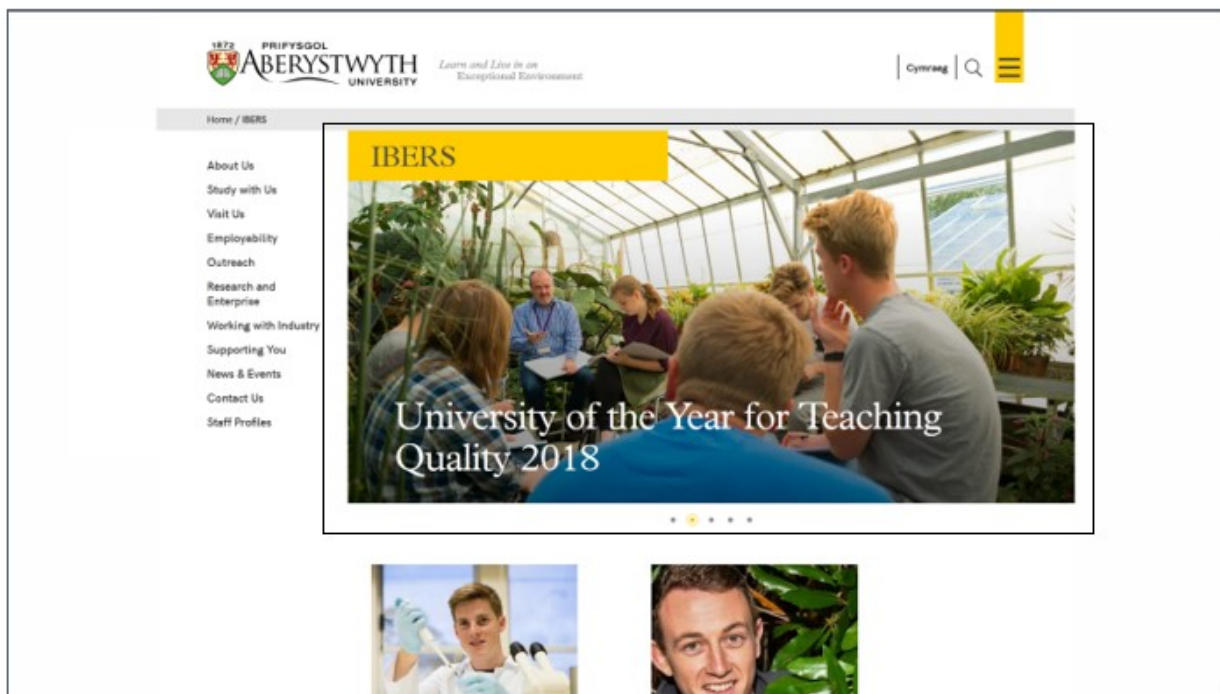 1872 PRIFYSGOL
ABERYSTWYTH
UNIVERSITY
Learn and Live in an
Exceptional Environment
Cymraeg
Home / IBERS
About Us
Study with Us
Visit Us
Employability
Outreach
Research and
Enterprise
Working with Industry
Supporting You
News & Events
Contact Us
Staff Profiles
IBERS
University of the Year for Teaching
Quality 2018